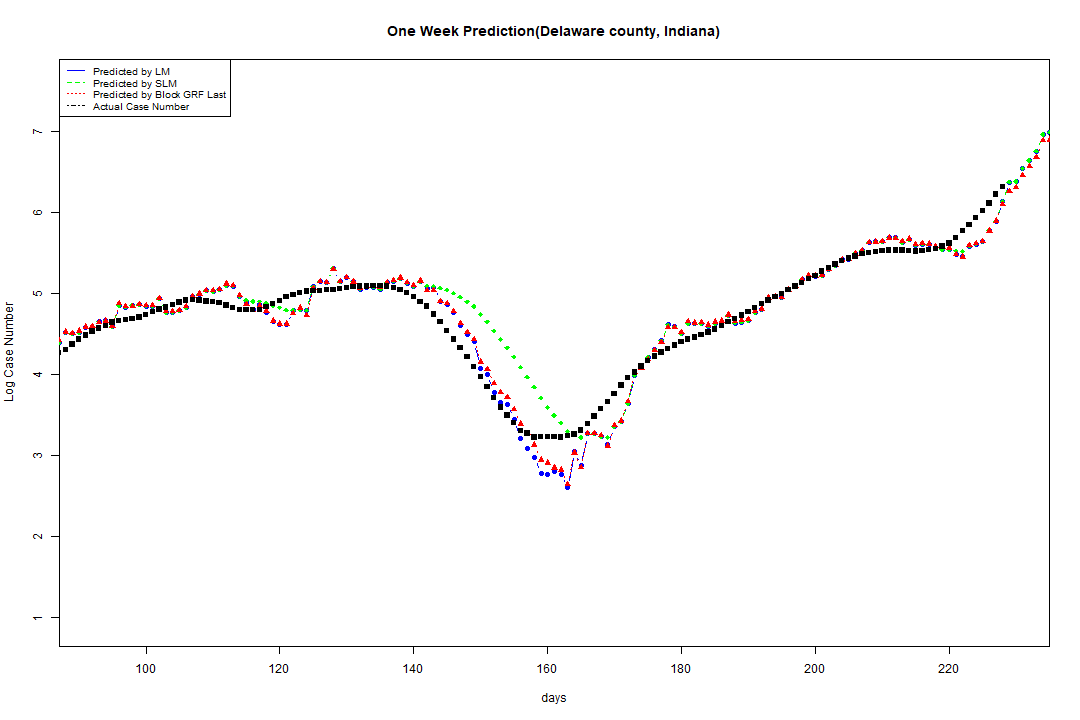 One Week Prediction(Delaware county, Indiana)
Predicted by LM
Predicted by SLM
Predicted by Block GRF Last
Actual Case Number
7
6
5
4
3
2
1
Log Case Number
100 120 140 160 180 200 220
days